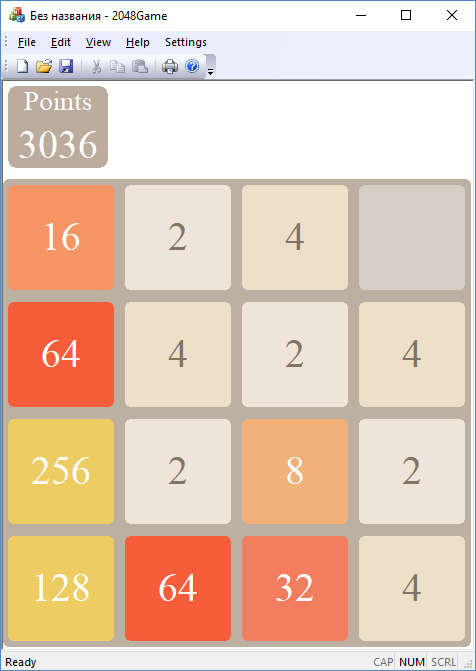 Без названия - 2048Game
File Edit View Help Settings
Points
3036
16 2 4
64 4 2 4
256 2 8 2
128 64 32 4
Ready CAP NUM SCRL